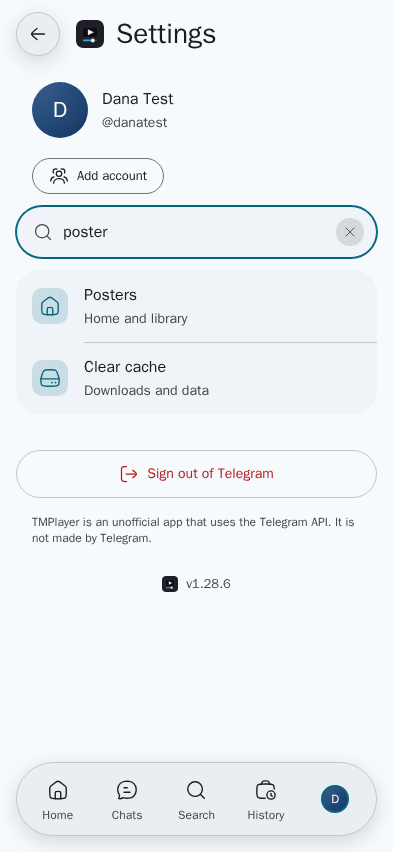 Settings
D
Dana Test
@danatest
Add account
poster
Posters
Home and library
Clear cache
Downloads and data
Sign out of Telegram
TMPlayer is an unofficial app that uses the Telegram API. It is
not made by Telegram.
v1.28.6
Home
Chats
Search
History
D